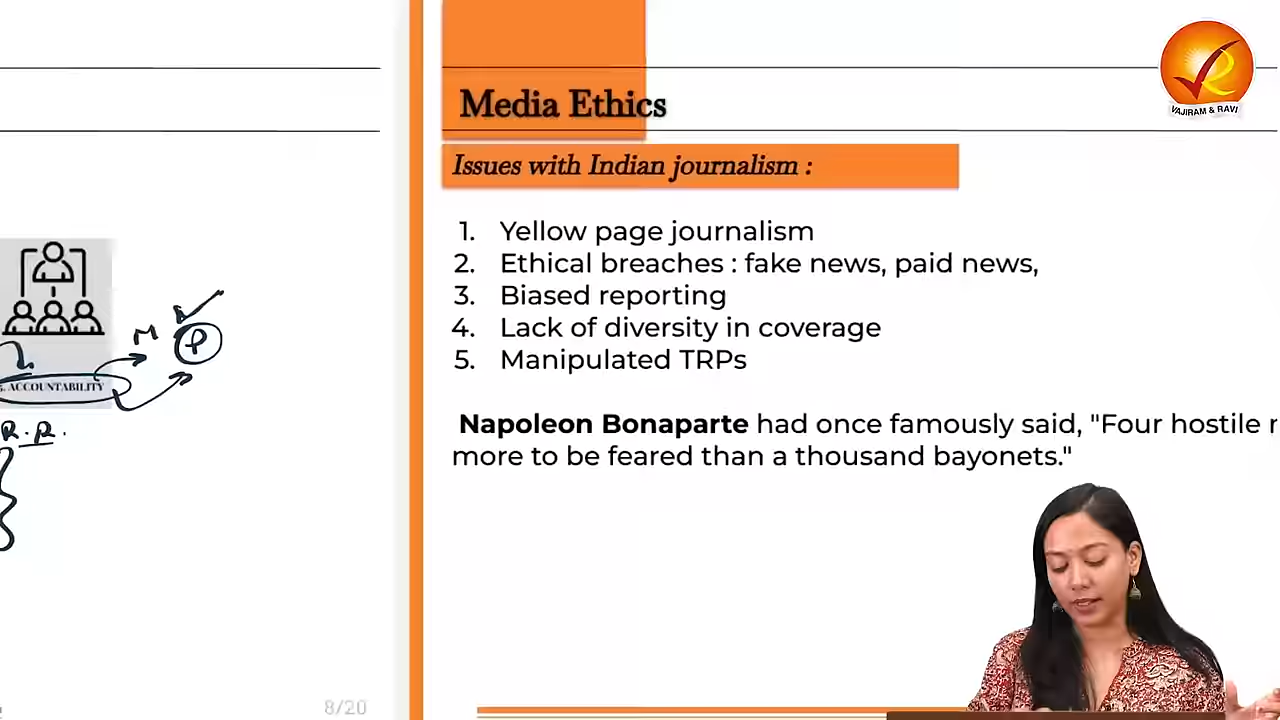 VAJIRAM & RAVI
Media Ethics
Issues with Indian journalism :
1. Yellow page journalism
2. Ethical breaches : fake news, paid news,
3. Biased reporting
4. Lack of diversity in coverage
5. Manipulated TRPs
Napoleon Bonaparte had once famously said, "Four hostile
more to be feared than a thousand bayonets."
M P
5. ACCOUNTABILITY
R.R.
8/20